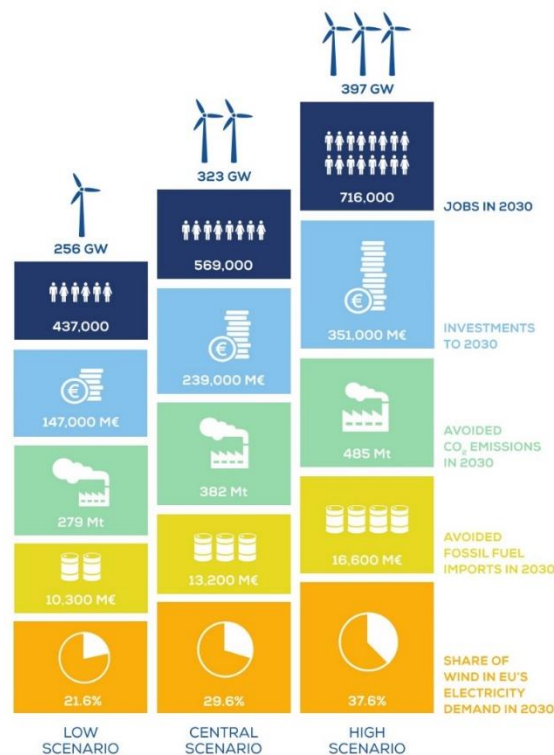 397 GW
323 GW
716,000
JOBS IN 2030
256 GW
569,000
437,000
351,000 M€
INVESTMENTS
TO 2030
239,000 M€
147,000 M€
485 Mt
AVOIDED
CO₂ EMISSIONS
IN 2030
382 Mt
279 Mt
16,600 M€
AVOIDED
FOSSIL FUEL
IMPORTS IN 2030
13,200 M€
10,300 M€
21.6%
29.6%
37.6%
SHARE OF
WIND IN EU'S
ELECTRICITY
DEMAND IN 2030
LOW
SCENARIO
CENTRAL
SCENARIO
HIGH
SCENARIO